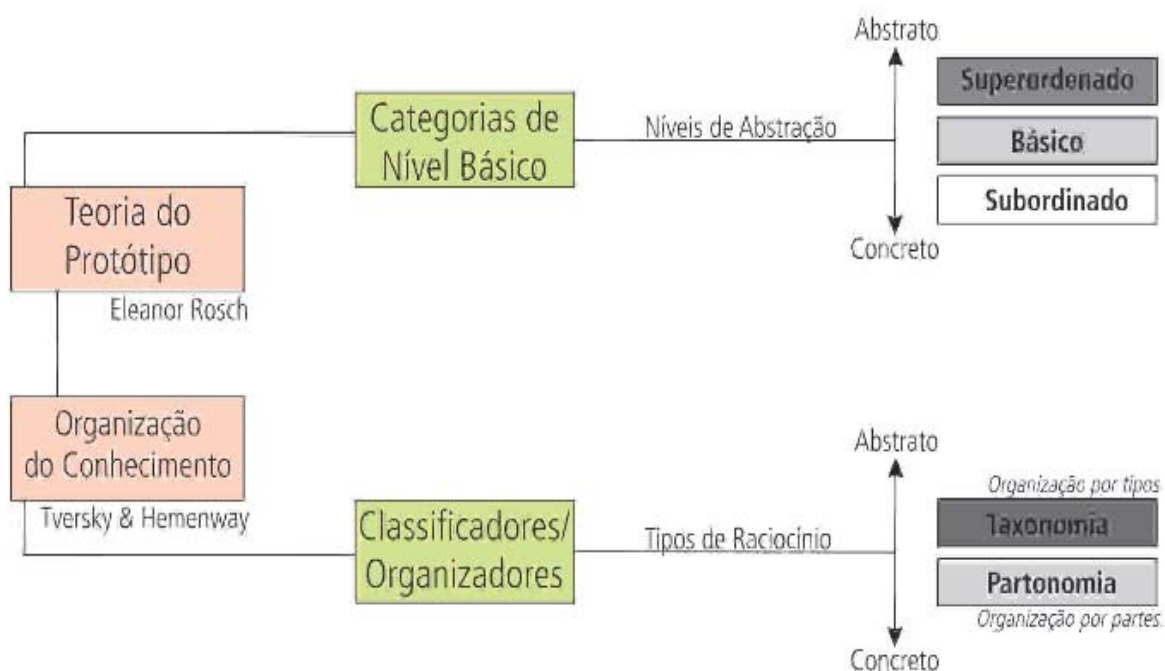 Teoria do
Protótipo
Eleanor Rosch
Categorias de
Nível Básico
Níveis de Abstração
Abstrato
Superordenado
Básico
Subordinado
Concreto
Organização
do Conhecimento
Tversky & Hemenway
Classificadores/
Organizadores
Tipos de Raciocínio
Abstrato
Organização por tipos
Taxonomia
Partonomia
Organização por partes.
Concreto